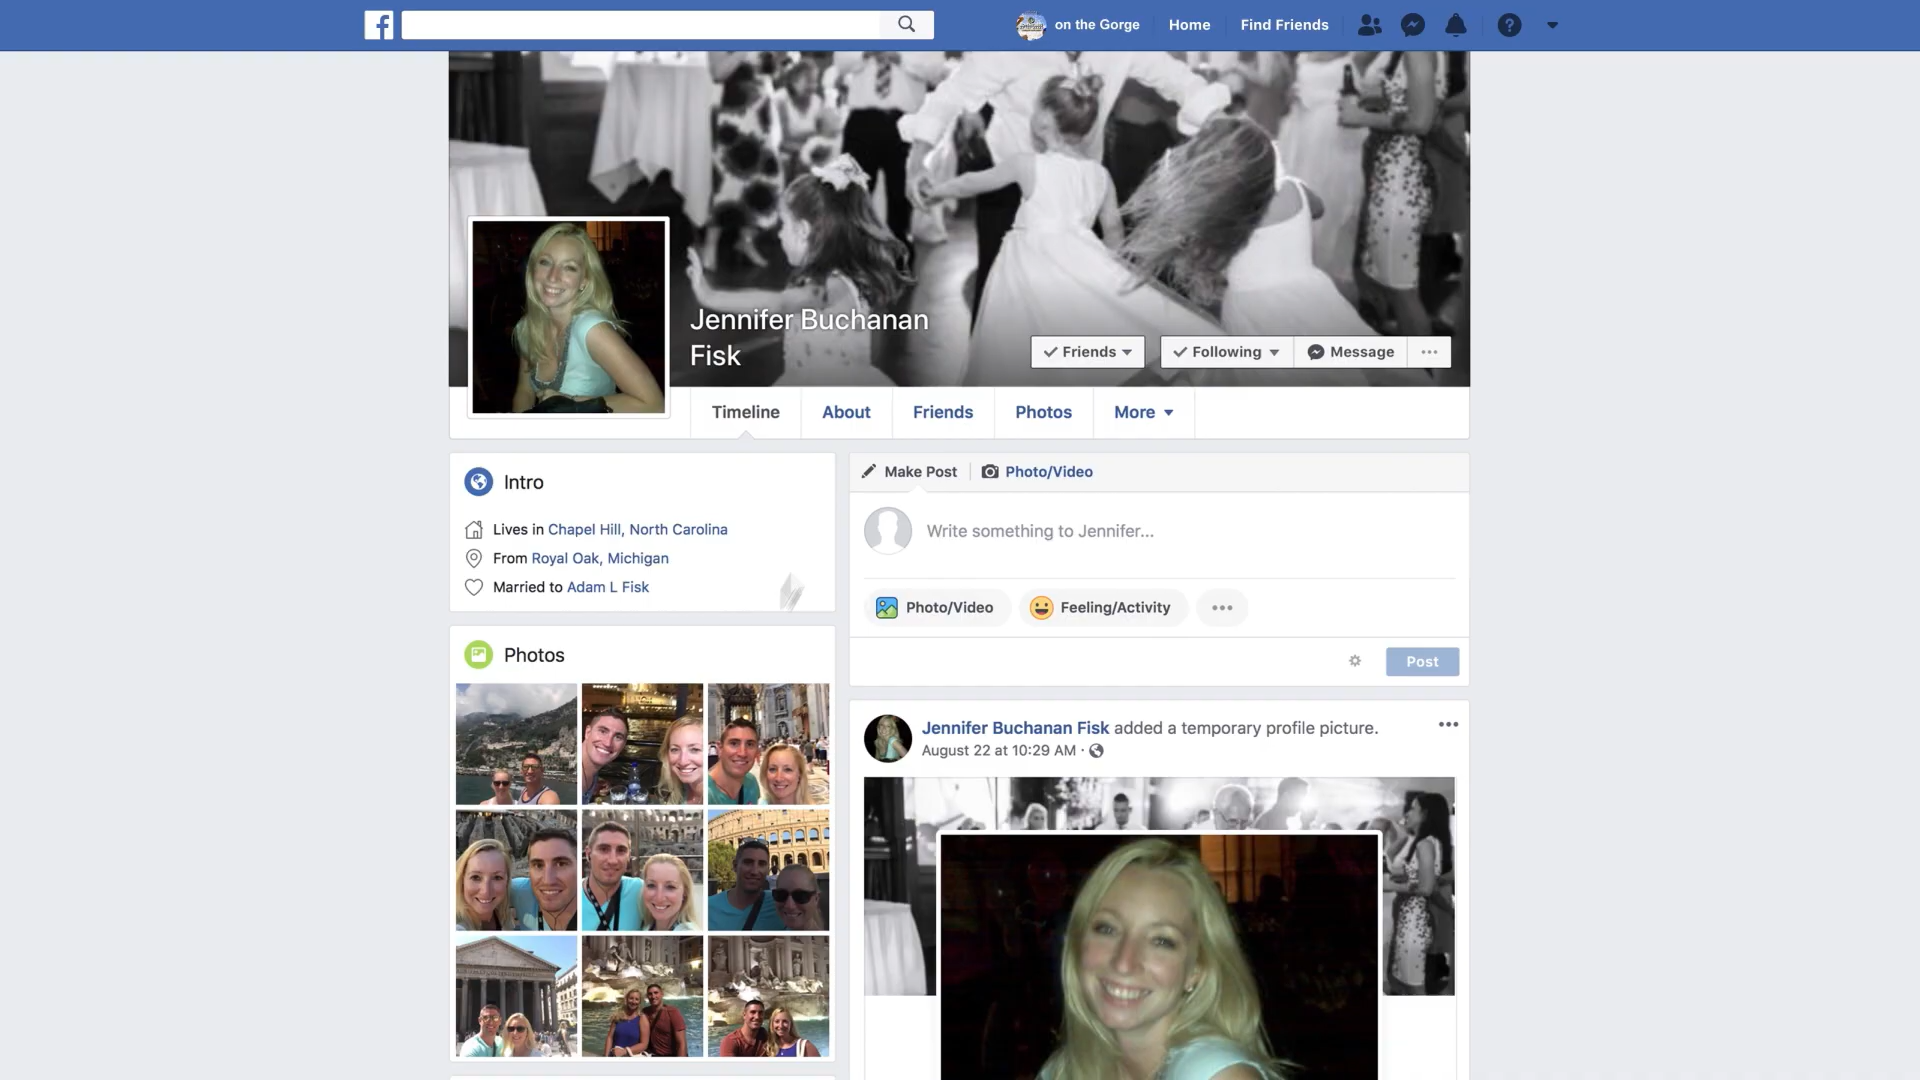 on the Gorge Home Find Friends
Jennifer Buchanan
Fisk
Friends Following Message ...
Timeline About Friends Photos More
Intro
Lives in Chapel Hill, North Carolina
From Royal Oak, Michigan
Married to Adam L Fisk
Photos
Make Post Photo/Video
Write something to Jennifer...
Photo/Video Feeling/Activity ...
Post
Jennifer Buchanan Fisk added a temporary profile picture.
August 22 at 10:29 AM ·